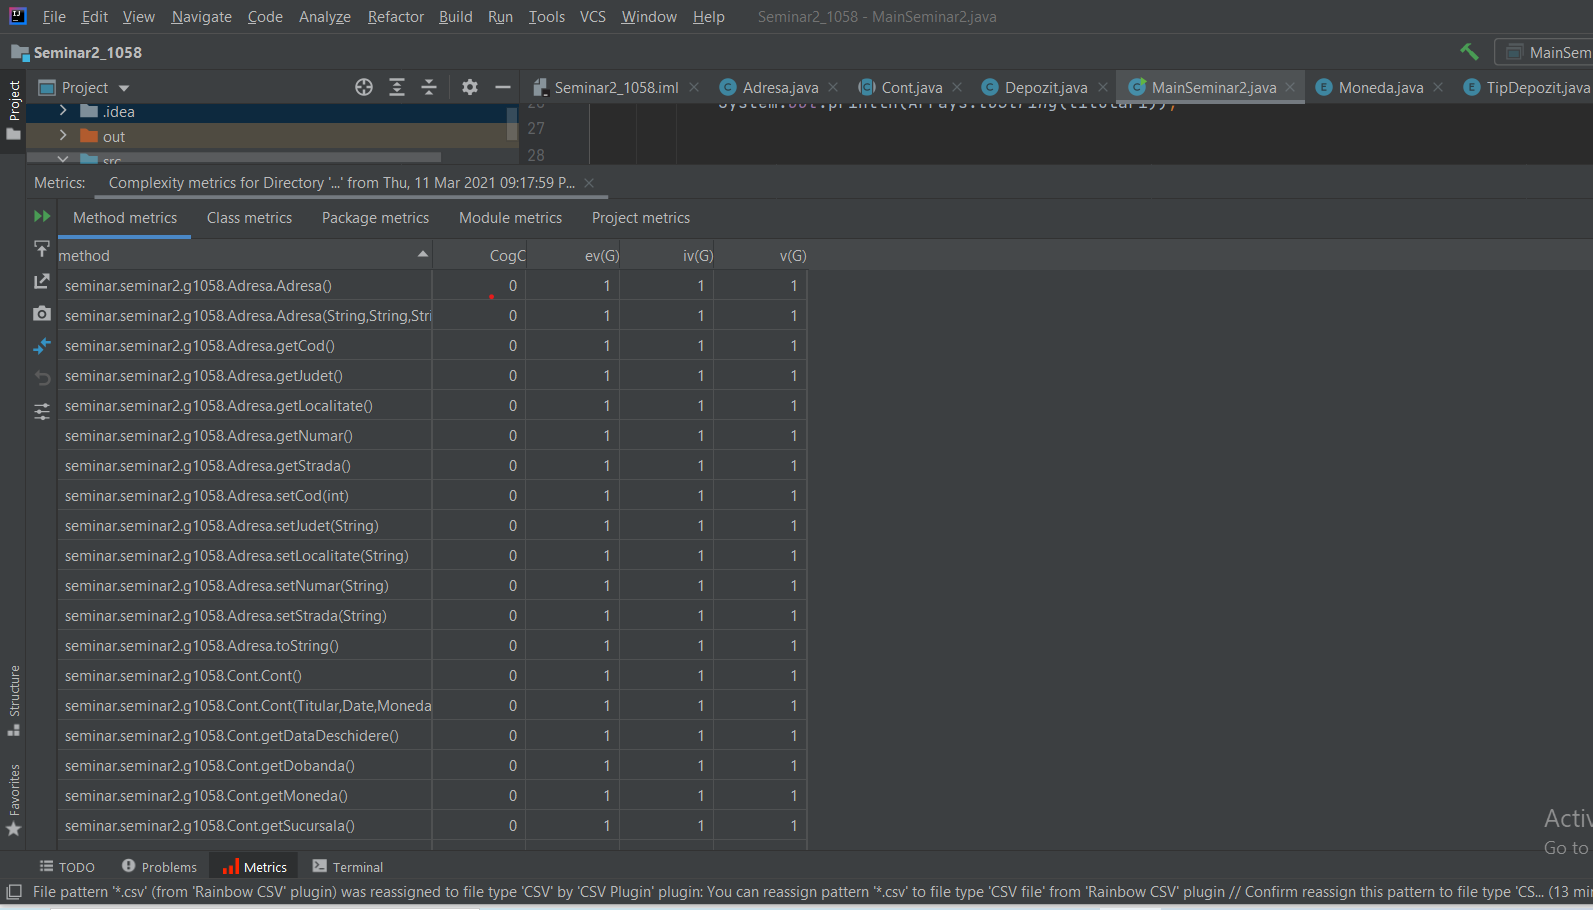 File Edit View Navigate Code Analyze Refactor Build Run Tools VCS Window Help Seminar2_1058 - MainSeminar2.java
Seminar2_1058 MainSem
Project Seminar2_1058.iml Adresa.java Cont.java Depozit.java MainSeminar2.java Moneda.java TipDepozit.java
Project
.idea
out
src
26 System.out.println(Arrays.toString(titulari));
27
28
Metrics: Complexity metrics for Directory '...' from Thu, 11 Mar 2021 09:17:59 P...
Method metrics Class metrics Package metrics Module metrics Project metrics
method CogC ev(G) iv(G) v(G)
seminar.seminar2.g1058.Adresa.Adresa() 0 1 1 1
seminar.seminar2.g1058.Adresa.Adresa(String,String,Stri 0 1 1 1
seminar.seminar2.g1058.Adresa.getCod() 0 1 1 1
seminar.seminar2.g1058.Adresa.getJudet() 0 1 1 1
seminar.seminar2.g1058.Adresa.getLocalitate() 0 1 1 1
seminar.seminar2.g1058.Adresa.getNumar() 0 1 1 1
seminar.seminar2.g1058.Adresa.getStrada() 0 1 1 1
seminar.seminar2.g1058.Adresa.setCod(int) 0 1 1 1
seminar.seminar2.g1058.Adresa.setJudet(String) 0 1 1 1
seminar.seminar2.g1058.Adresa.setLocalitate(String) 0 1 1 1
seminar.seminar2.g1058.Adresa.setNumar(String) 0 1 1 1
seminar.seminar2.g1058.Adresa.setStrada(String) 0 1 1 1
seminar.seminar2.g1058.Adresa.toString() 0 1 1 1
seminar.seminar2.g1058.Cont.Cont() 0 1 1 1
seminar.seminar2.g1058.Cont.Cont(Titular,Date,Moneda 0 1 1 1
seminar.seminar2.g1058.Cont.getDataDeschidere() 0 1 1 1
seminar.seminar2.g1058.Cont.getDobanda() 0 1 1 1
seminar.seminar2.g1058.Cont.getMoneda() 0 1 1 1
seminar.seminar2.g1058.Cont.getSucursala() 0 1 1 1
Structure
Favorites
Activ
Go to
TODO Problems Metrics Terminal
File pattern '*.csv' (from 'Rainbow CSV' plugin) was reassigned to file type 'CSV' by 'CSV Plugin' plugin: You can reassign pattern '*.csv' to file type 'CSV file' from 'Rainbow CSV' plugin // Confirm reassign this pattern to file type 'CS... (13 min